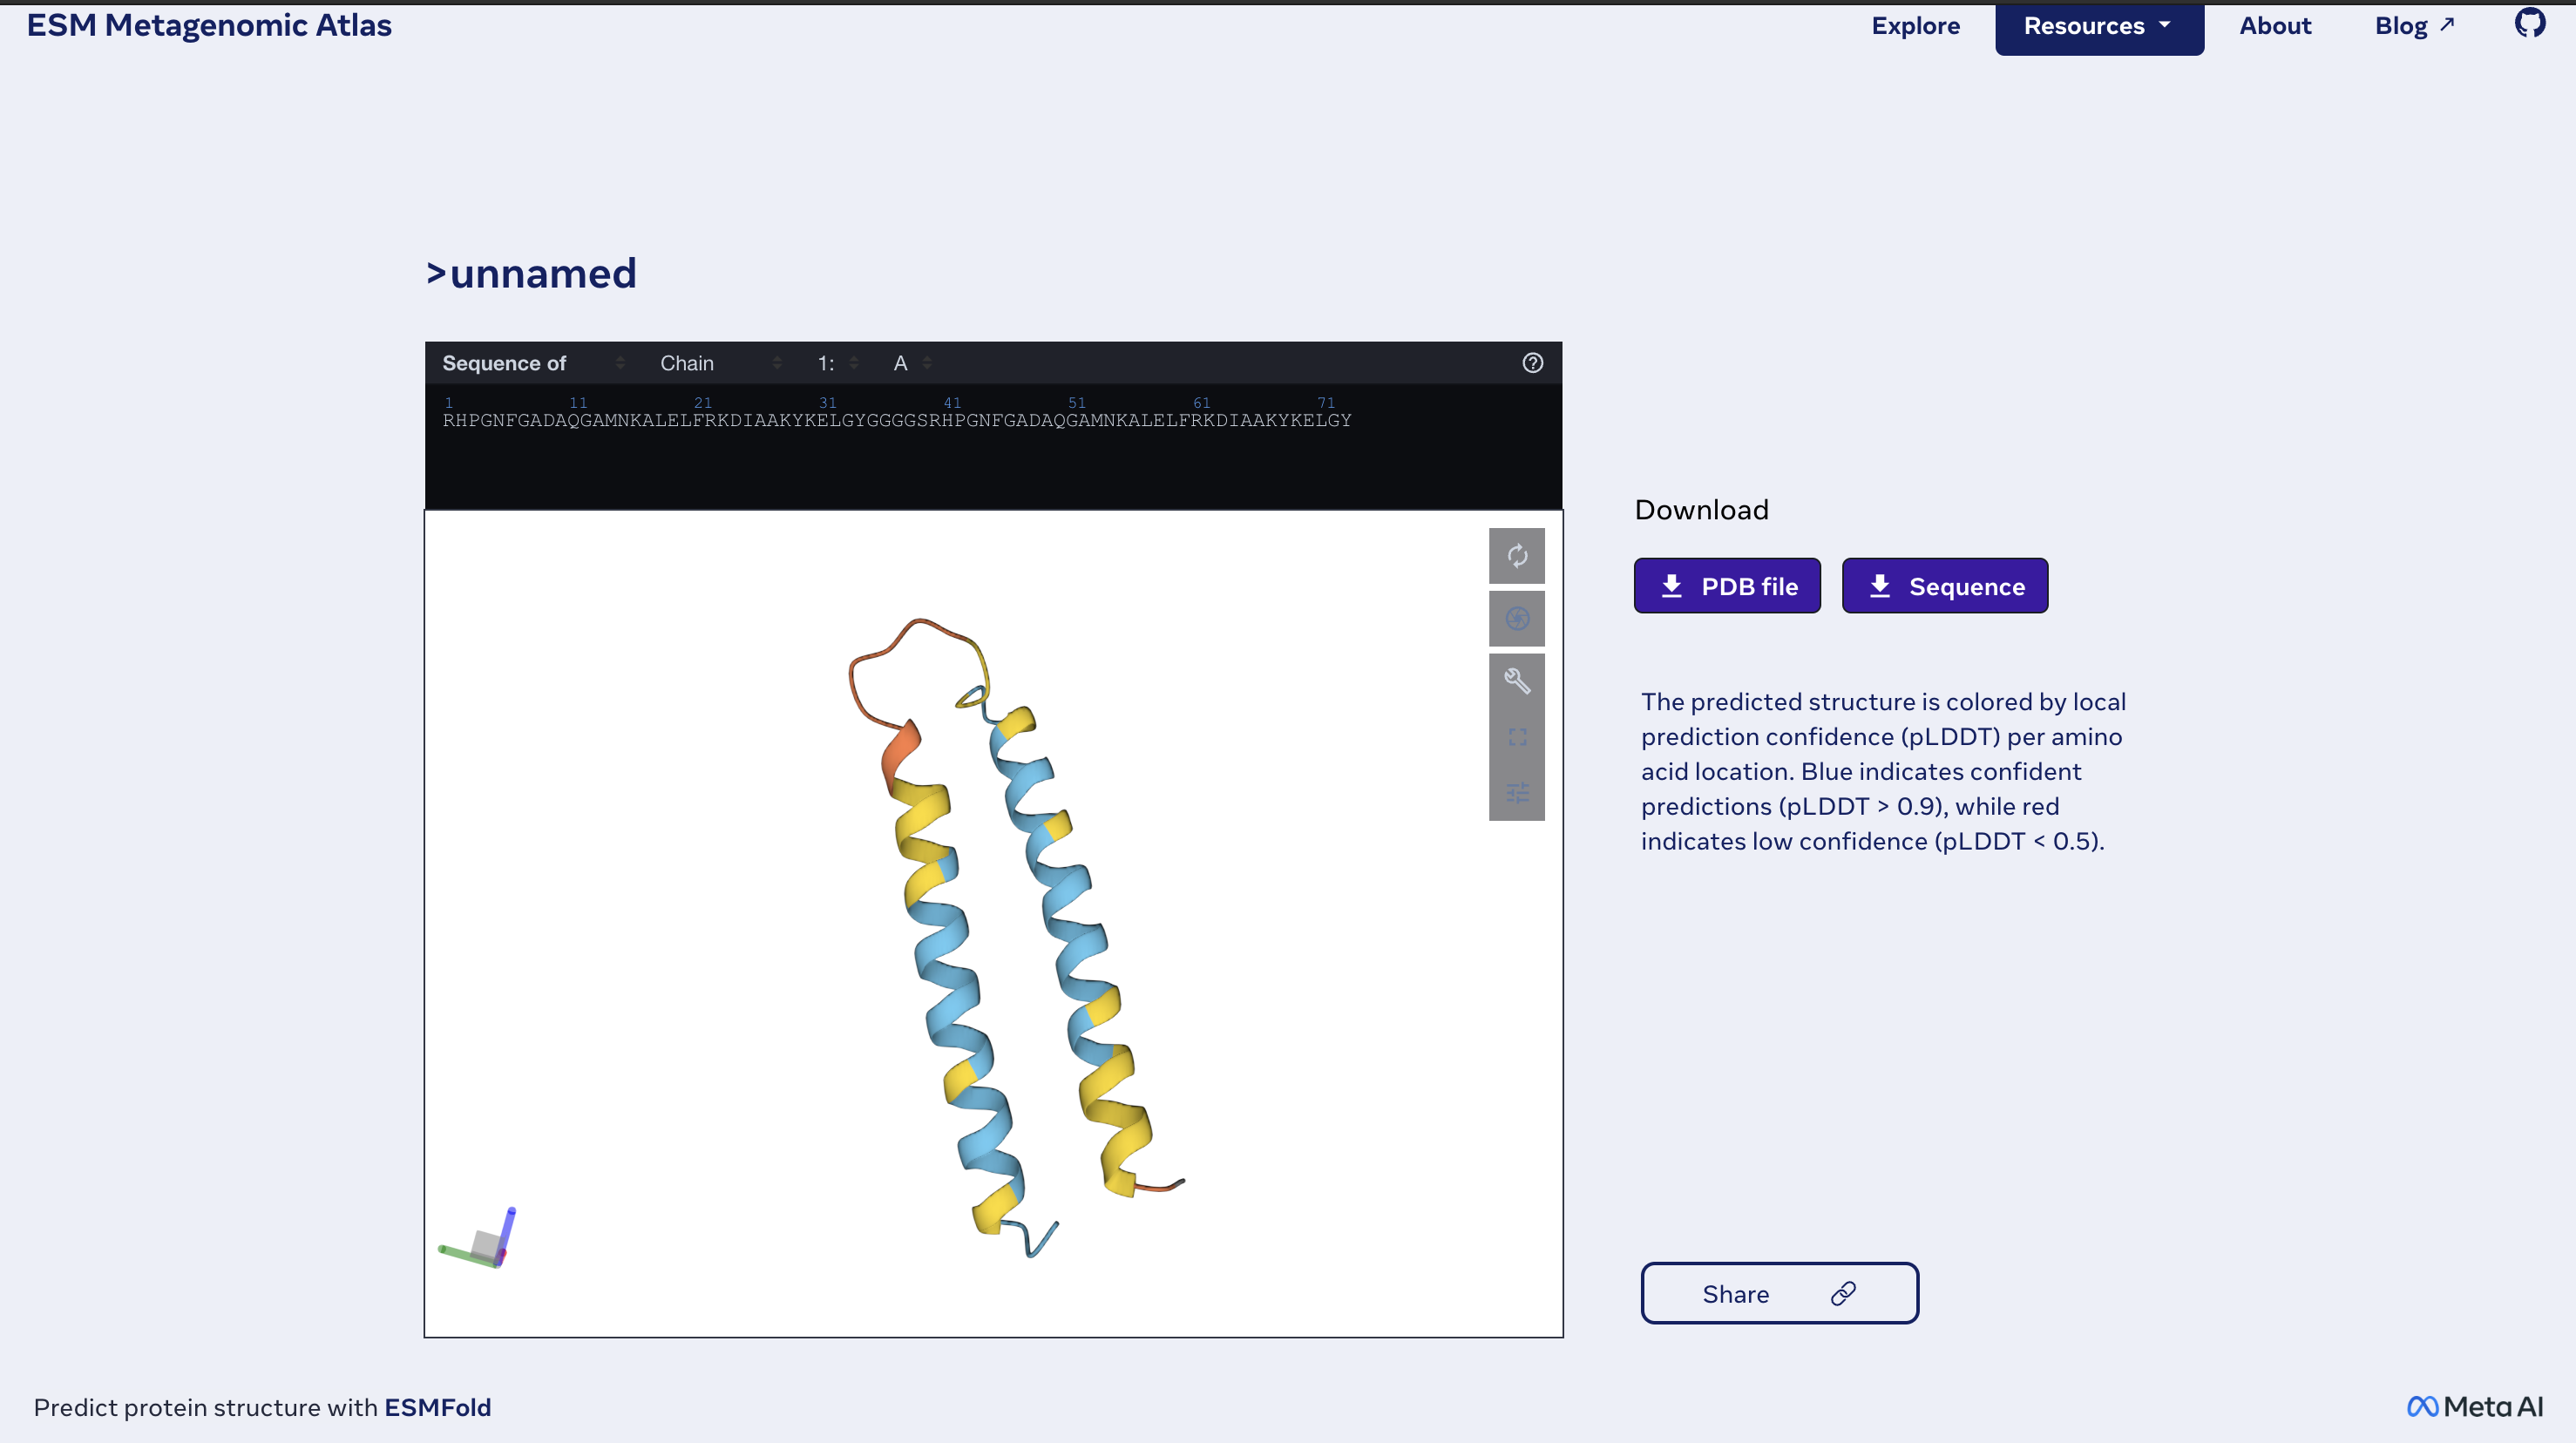 ESM Metagenomic Atlas Explore Resources About Blog ↗
>unnamed
Sequence of Chain 1: A
1 11 21 31 41 51 61 71
RHPGNFGADAQGAMNKALELFRKDIAAKYKELGYGGGGSRHPGNFGADAQGAMNKALELFRKDIAAKYKELGY
Download
PDB file Sequence
The predicted structure is colored by local
prediction confidence (pLDDT) per amino
acid location. Blue indicates confident
predictions (pLDDT > 0.9), while red
indicates low confidence (pLDDT < 0.5).
Share
Predict protein structure with ESMFold Meta AI